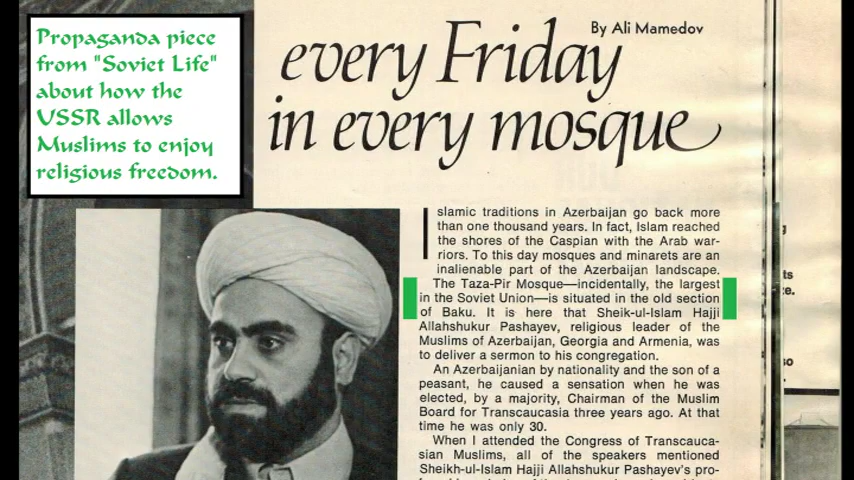 Propaganda piece
from "Soviet Life"
about how the
USSR allows
Muslims to enjoy
religious freedom.
By Ali Mamedov
every Friday
in every mosque
Islamic traditions in Azerbaijan go back more
than one thousand years. In fact, Islam reached
the shores of the Caspian with the Arab war-
riors. To this day mosques and minarets are an
inalienable part of the Azerbaijan landscape.
The Taza-Pir Mosque—incidentally, the largest
in the Soviet Union—is situated in the old section
of Baku. It is here that Sheik-ul-Islam Hajji
Allahshukur Pashayev, religious leader of the
Muslims of Azerbaijan, Georgia and Armenia, was
to deliver a sermon to his congregation.
An Azerbaijanian by nationality and the son of a
peasant, he caused a sensation when he was
elected, by a majority, Chairman of the Muslim
Board for Transcaucasia three years ago. At that
time he was only 30.
When I attended the Congress of Transcauca-
sian Muslims, all of the speakers mentioned
Sheikh-ul-Islam Hajji Allahshukur Pashayev's pro-